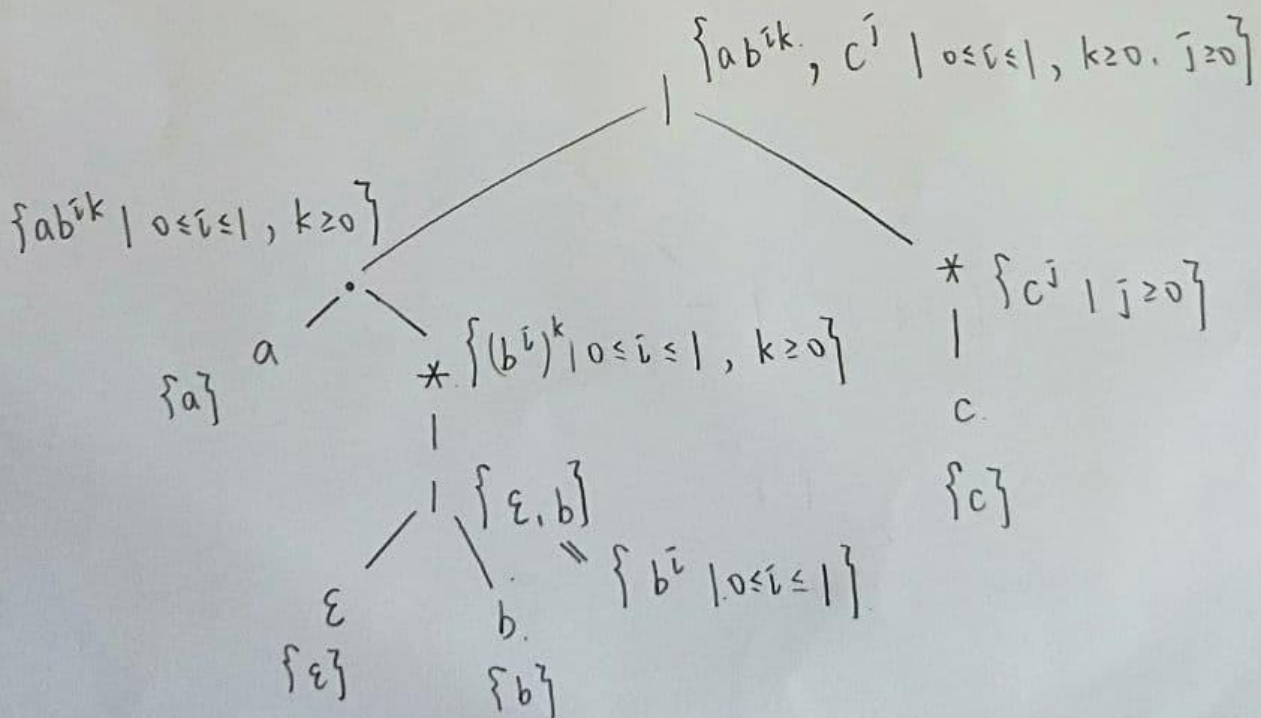 {ab^{ik}, c^j | 0≤i≤1, k≥0, j≥0}
|
{ab^{ik} | 0≤i≤1, k≥0}
·
* {c^j | j≥0}
a
* {(b^i)^k | 0≤i≤1, k≥0}
{a}
|
|
c
| {ε, b}
{c}
= {b^i | 0≤i≤1}
ε b
{ε} {b}